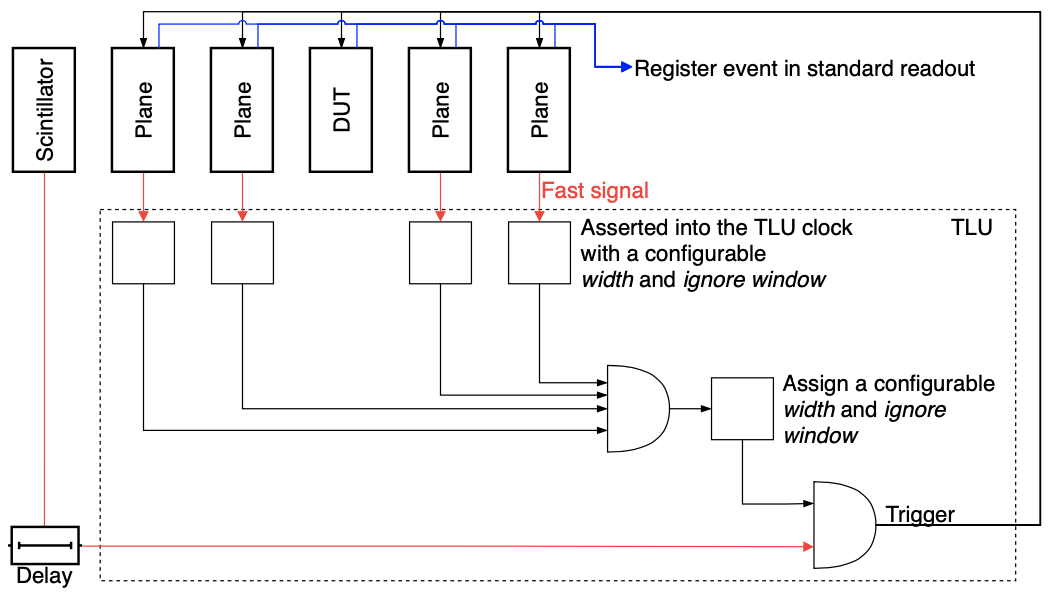 Scintillator
Plane
Plane
DUT
Plane
Plane
Register event in standard readout
Fast signal
Asserted into the TLU clock
with a configurable
width and ignore window
TLU
Assign a configurable
width and ignore
window
Trigger
Delay